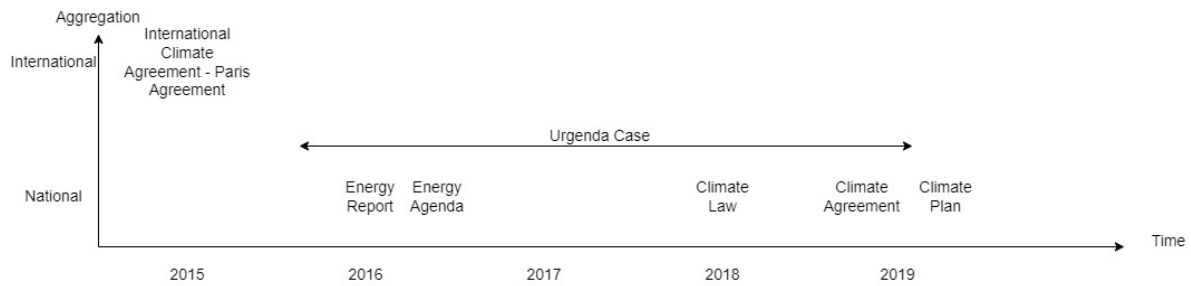 Aggregation
International
International
Climate
Agreement - Paris
Agreement
Urgenda Case
National
Energy
Report
Energy
Agenda
Climate
Law
Climate
Agreement
Climate
Plan
Time
2015
2016
2017
2018
2019